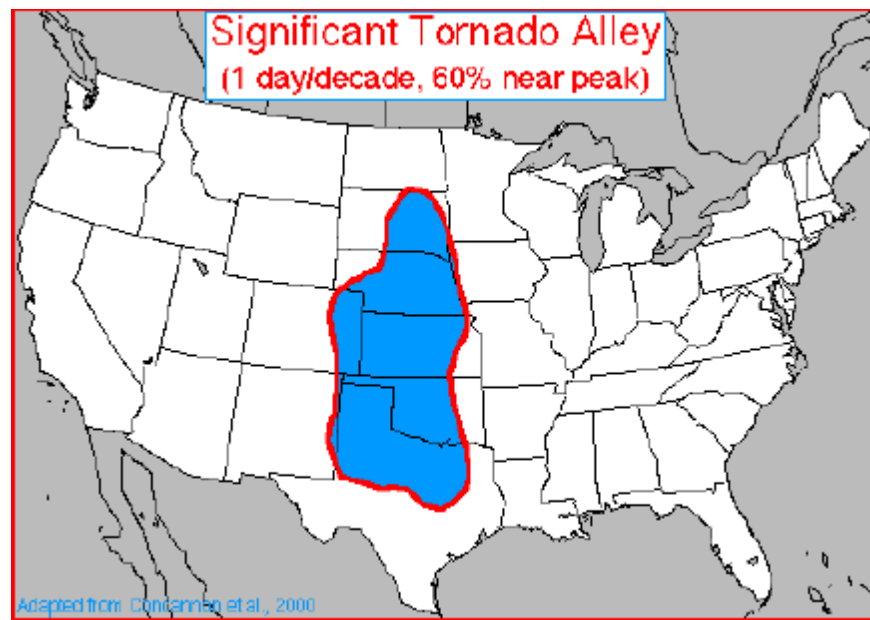 Significant Tornado Alley
(1 day/decade, 60% near peak)
Adapted from Concannon et al., 2000